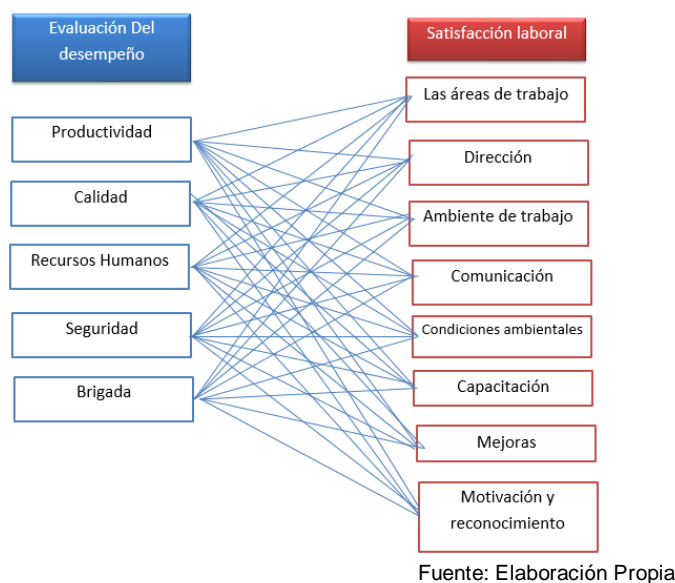 Evaluación Del
desempeño
Productividad
Calidad
Recursos Humanos
Seguridad
Brigada
Satisfacción laboral
Las áreas de trabajo
Dirección
Ambiente de trabajo
Comunicación
Condiciones ambientales
Capacitación
Mejoras
Motivación y
reconocimiento
Fuente: Elaboración Propia